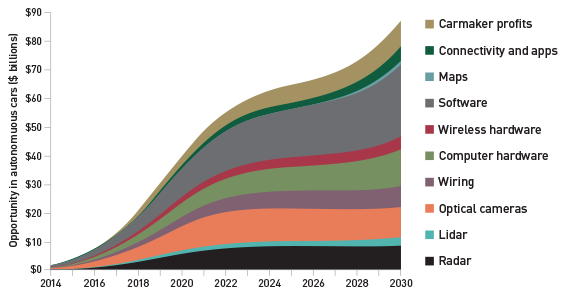 $90
$80
$70
$60
$50
$40
$30
$20
$10
$0
Opportunity in autonomuous cars ($ billions)
2014 2016 2018 2020 2022 2024 2026 2028 2030
Carmaker profits
Connectivity and apps
Maps
Software
Wireless hardware
Computer hardware
Wiring
Optical cameras
Lidar
Radar